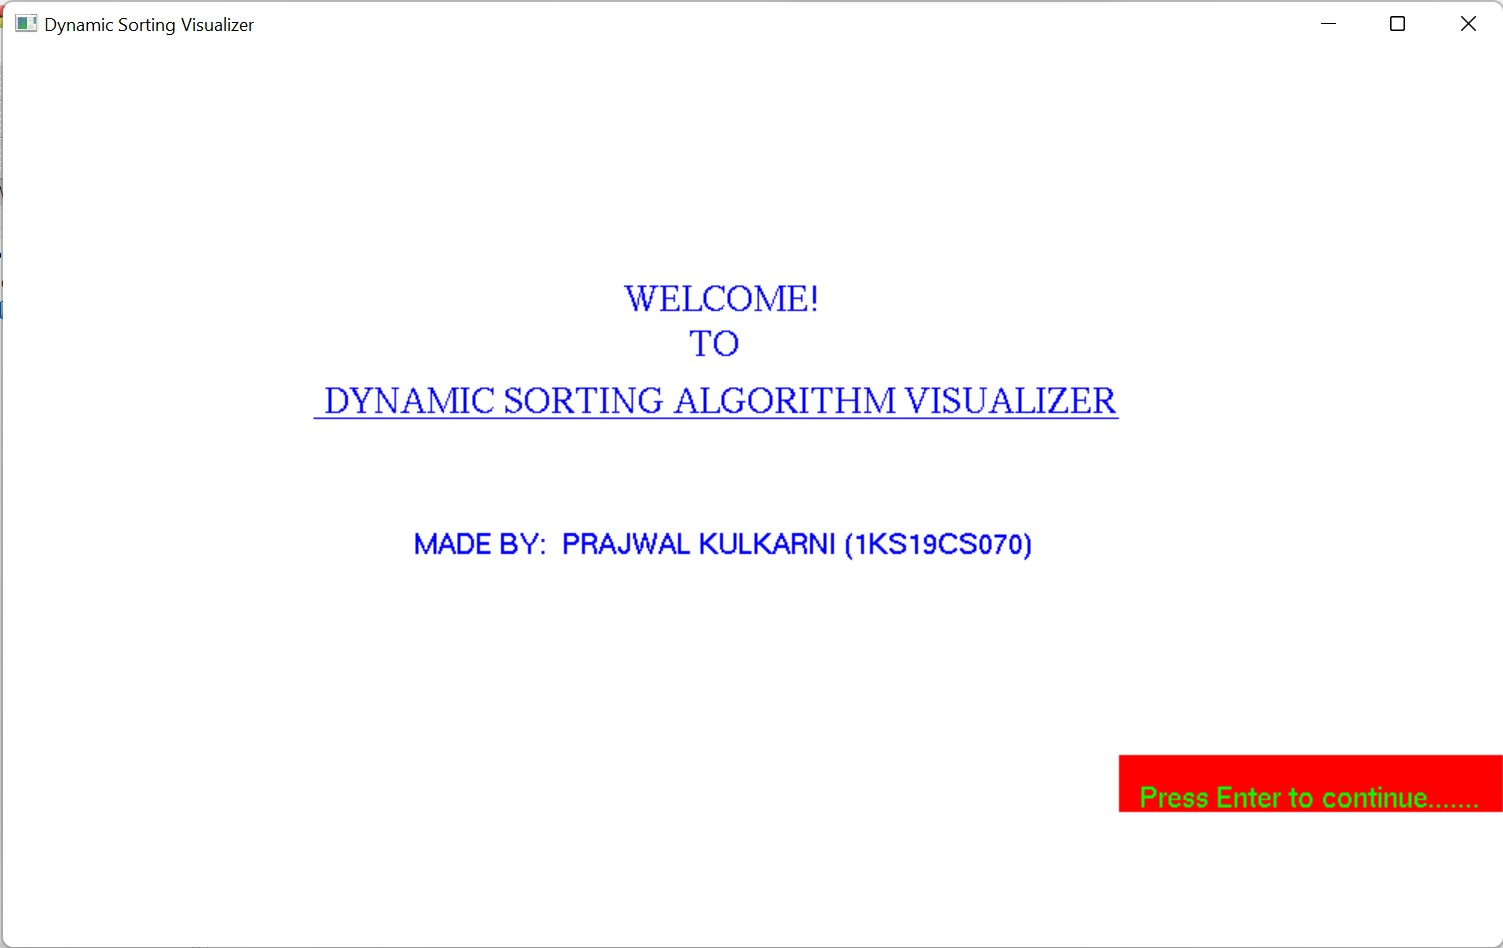 Dynamic Sorting Visualizer
WELCOME!
TO
DYNAMIC SORTING ALGORITHM VISUALIZER
MADE BY:  PRAJWAL KULKARNI (1KS19CS070)
Press Enter to continue.......